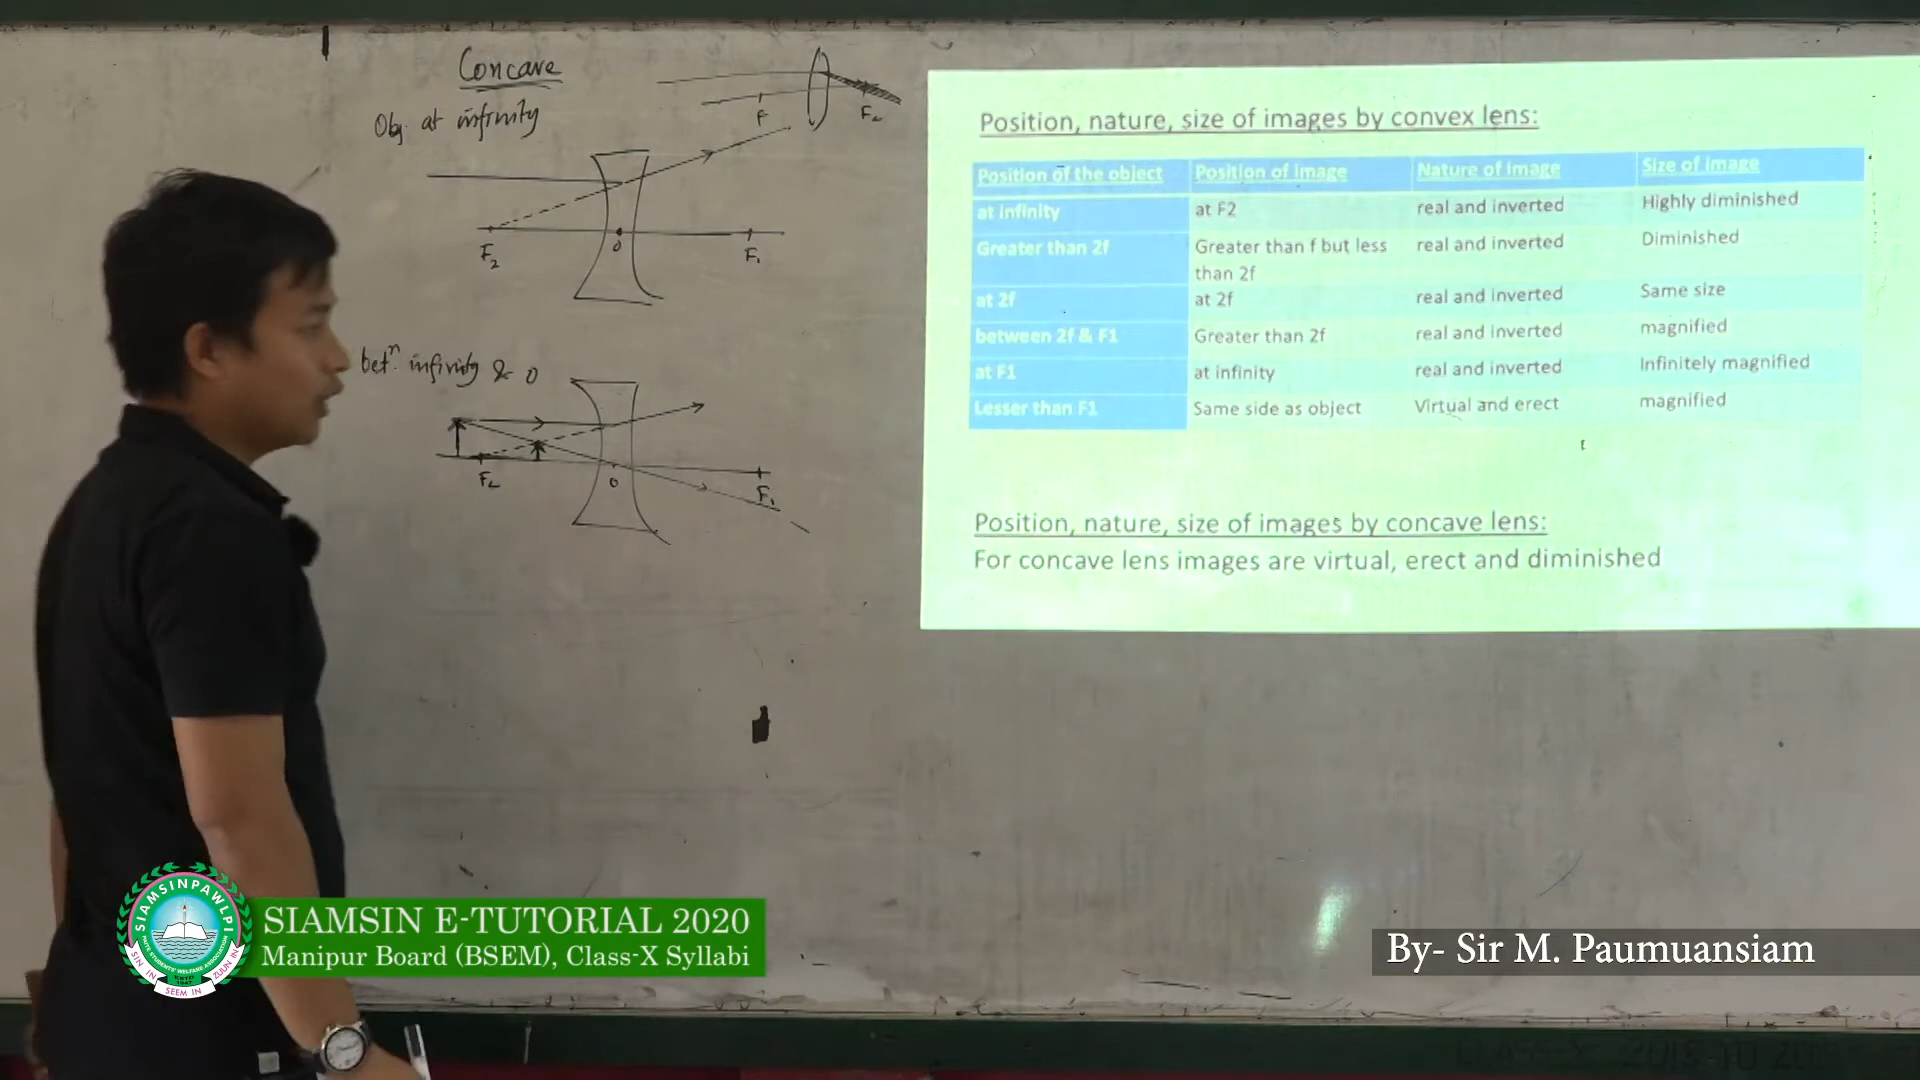 Concave
Obj. at infinity
F
F2
F2
O
F1
betn. infinity & O
F2
O
F1
Position, nature, size of images by convex lens:
Position of the object Position of image Nature of image Size of image
at infinity at F2 real and inverted Highly diminished
Greater than 2f Greater than f but less than 2f real and inverted Diminished
at 2f at 2f real and inverted Same size
between 2f & F1 Greater than 2f real and inverted magnified
at F1 at infinity real and inverted Infinitely magnified
Lesser than F1 Same side as object Virtual and erect magnified
Position, nature, size of images by concave lens:
For concave lens images are virtual, erect and diminished
SIAMSINPAWLPI
SIAMSIN E-TUTORIAL 2020
Manipur Board (BSEM), Class-X Syllabi
SIN IN
SEEM IN
ZUUN IN
By- Sir M. Paumuansiam